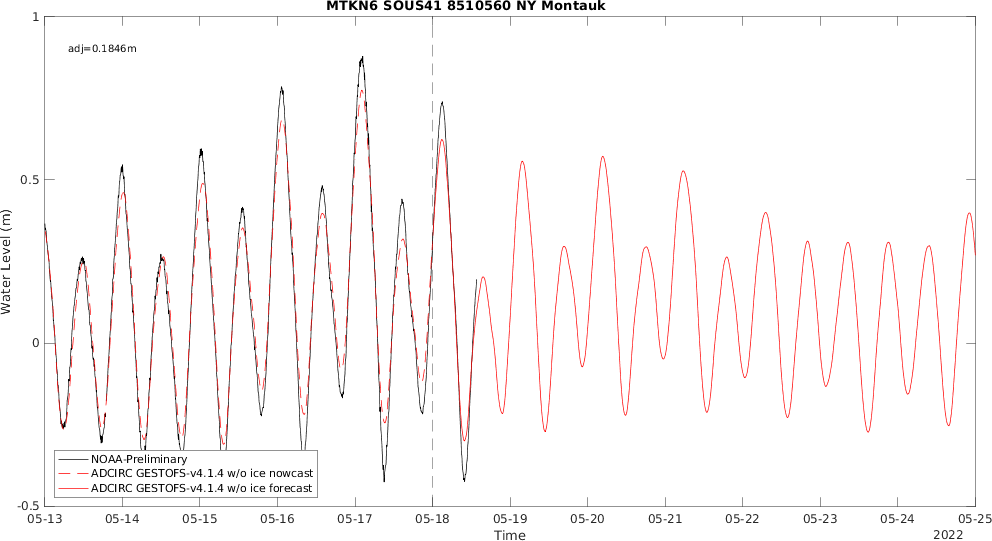 MTKN6 SOUS41 8510560 NY Montauk
adj=0.1846m
1
0.5
0
-0.5
Water Level (m)
NOAA-Preliminary
ADCIRC GESTOFS-v4.1.4 w/o ice nowcast
ADCIRC GESTOFS-v4.1.4 w/o ice forecast
05-13 05-14 05-15 05-16 05-17 05-18 05-19 05-20 05-21 05-22 05-23 05-24 05-25
Time
2022